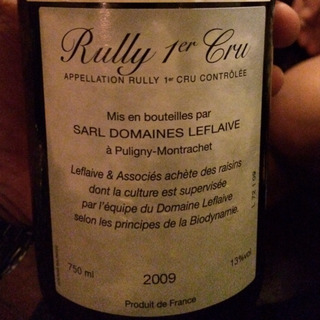 Rully 1er Cru
APPELLATION RULLY 1er CRU CONTRÔLÉE
Mis en bouteilles par
SARL DOMAINES LEFLAIVE
à Puligny-Montrachet
Leflaive & Associés achète des raisins
dont la culture est supervisée
par l'équipe du Domaine Leflaive
selon les principes de la Biodynamie.
750 ml
2009
13%vol
Produit de France